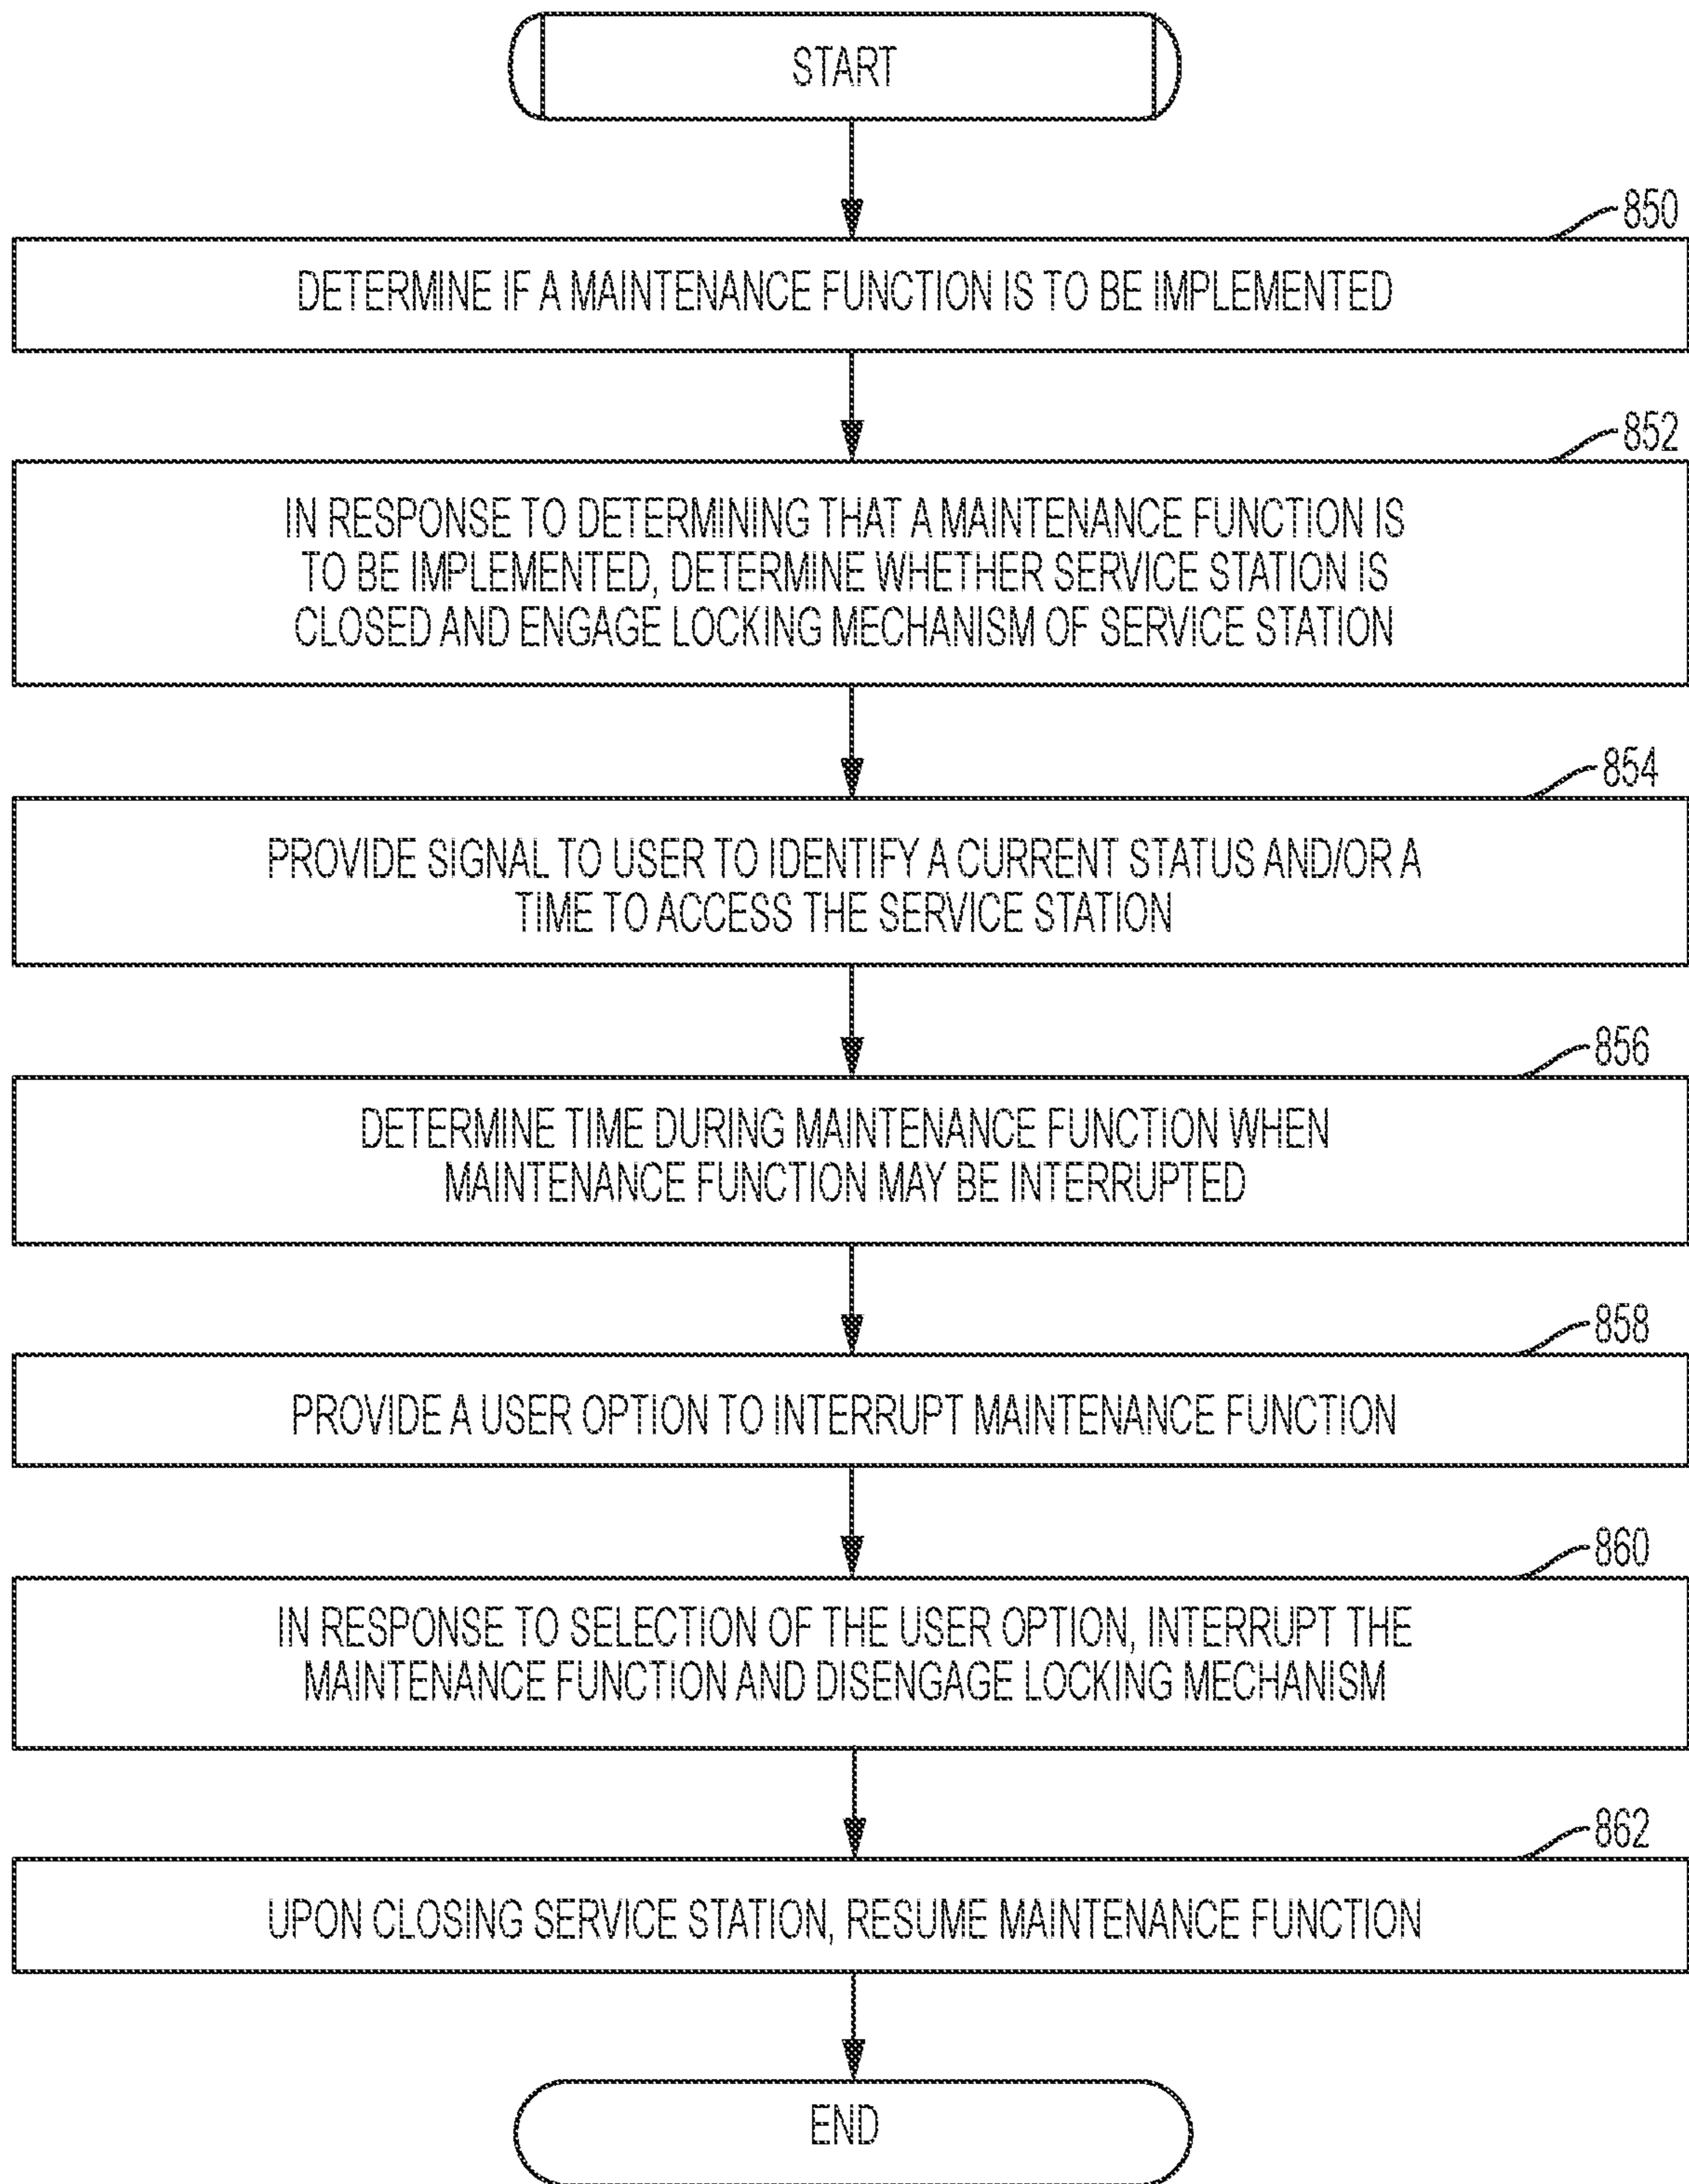 START
850
DETERMINE IF A MAINTENANCE FUNCTION IS TO BE IMPLEMENTED
852
IN RESPONSE TO DETERMINING THAT A MAINTENANCE FUNCTION IS
TO BE IMPLEMENTED, DETERMINE WHETHER SERVICE STATION IS
CLOSED AND ENGAGE LOCKING MECHANISM OF SERVICE STATION
854
PROVIDE SIGNAL TO USER TO IDENTIFY A CURRENT STATUS AND/OR A
TIME TO ACCESS THE SERVICE STATION
856
DETERMINE TIME DURING MAINTENANCE FUNCTION WHEN
MAINTENANCE FUNCTION MAY BE INTERRUPTED
858
PROVIDE A USER OPTION TO INTERRUPT MAINTENANCE FUNCTION
860
IN RESPONSE TO SELECTION OF THE USER OPTION, INTERRUPT THE
MAINTENANCE FUNCTION AND DISENGAGE LOCKING MECHANISM
862
UPON CLOSING SERVICE STATION, RESUME MAINTENANCE FUNCTION
END